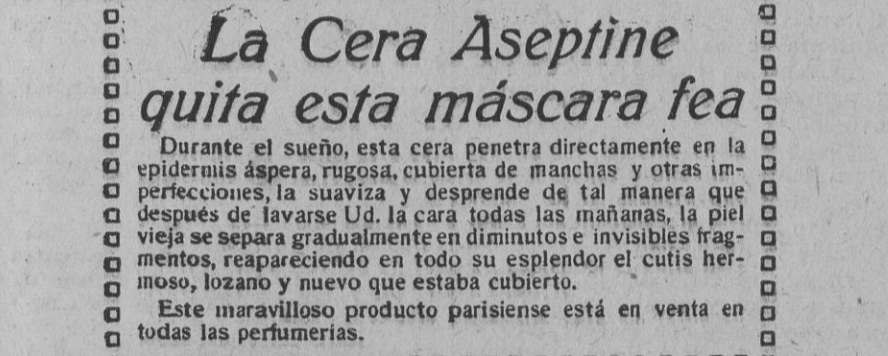 La Cera Aseptine
quita esta máscara fea
Durante el sueño, esta cera penetra directamente en la
epidermis áspera, rugosa, cubierta de manchas y otras im-
perfecciones, la suaviza y desprende de tal manera que
después de lavarse Ud. la cara todas las mañanas, la piel
vieja se separa gradualmente en diminutos e invisibles frag-
mentos, reapareciendo en todo su esplendor el cutis her-
moso, lozano y nuevo que estaba cubierto.
Este maravilloso producto parisiense está en venta en
todas las perfumerías.